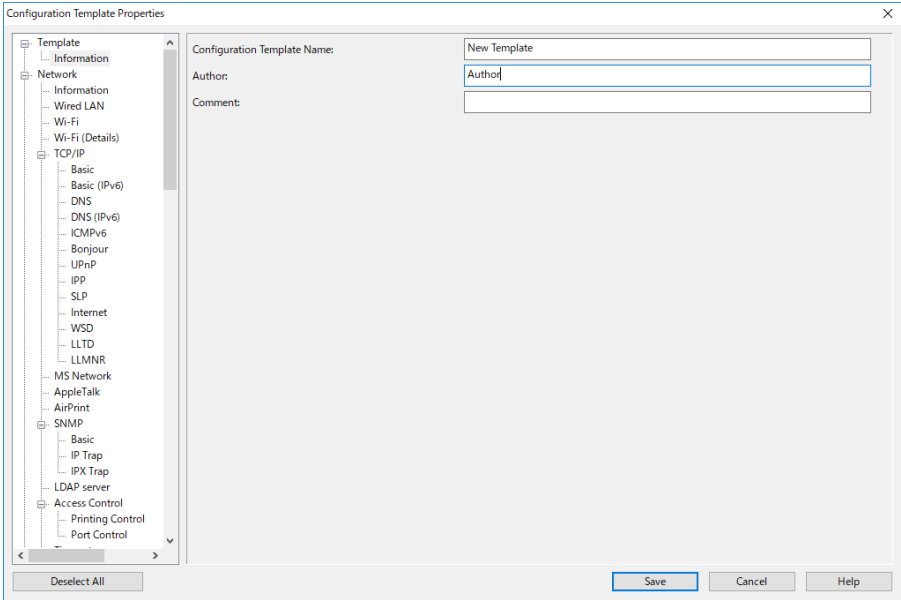 Configuration Template Properties
Template
Information
Network
Information
Wired LAN
Wi-Fi
Wi-Fi (Details)
TCP/IP
Basic
Basic (IPv6)
DNS
DNS (IPv6)
ICMPv6
Bonjour
UPnP
IPP
SLP
Internet
WSD
LLTD
LLMNR
MS Network
AppleTalk
AirPrint
SNMP
Basic
IP Trap
IPX Trap
LDAP server
Access Control
Printing Control
Port Control
Configuration Template Name: New Template
Author: Author
Comment:
Deselect All
Save Cancel Help